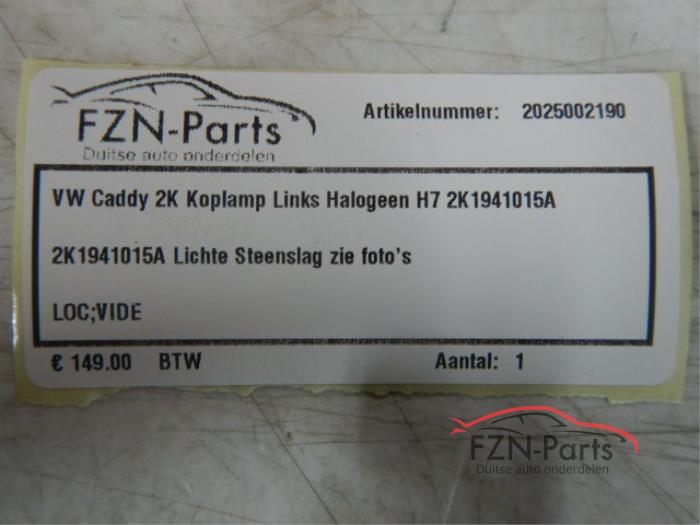 FZN-Parts
Duitse auto onderdelen
Artikelnummer: 2025002190
VW Caddy 2K Koplamp Links Halogeen H7 2K1941015A
2K1941015A Lichte Steenslag zie foto's
LOC;VIDE
€ 149.00 BTW Aantal: 1
FZN-Parts
Duitse auto onderdelen